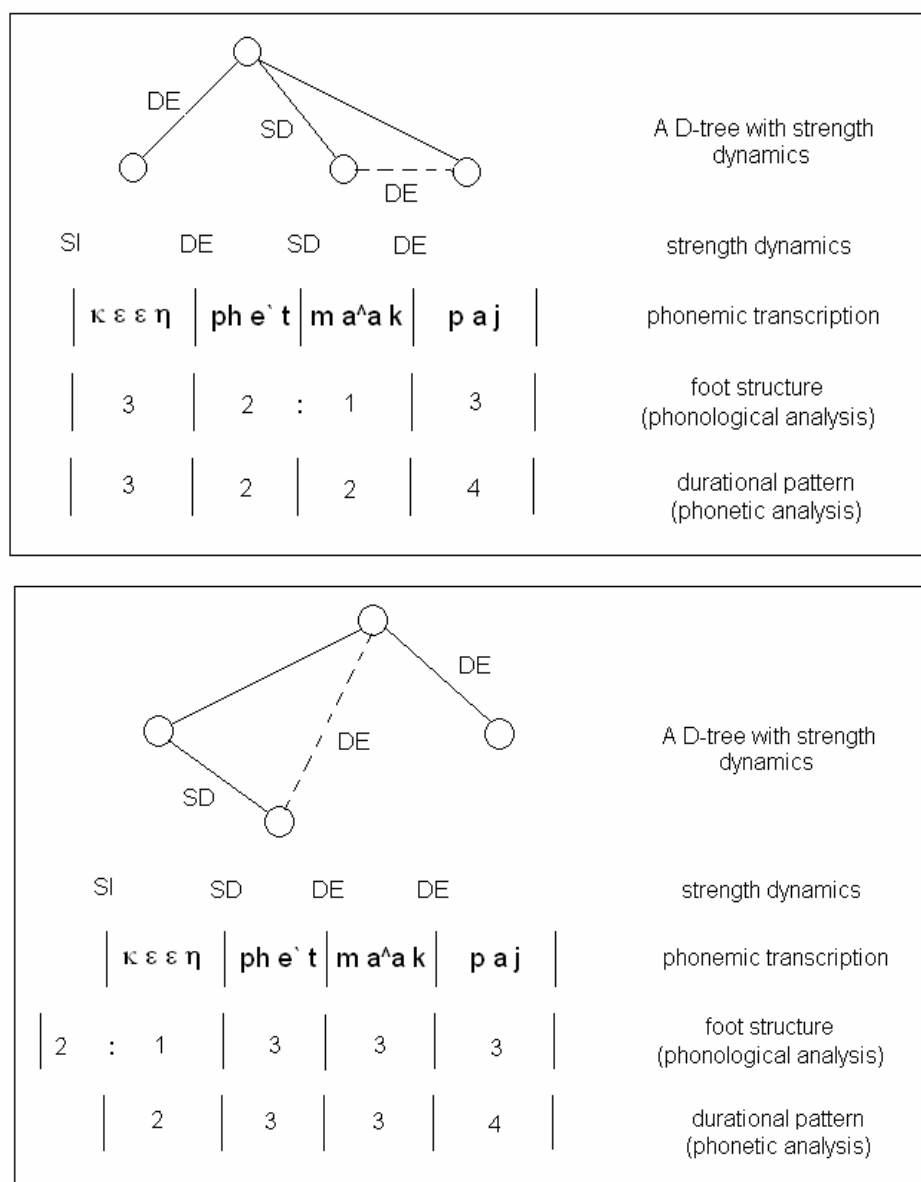 DE
SD
DE
A D-tree with strength
dynamics
SI DE SD DE strength dynamics
| κ ε ε η | ph e` t | m a^a k | p a j | phonemic transcription
| 3 | 2 : 1 | 3 | foot structure
(phonological analysis)
| 3 | 2 | 2 | 4 | durational pattern
(phonetic analysis)
DE
DE
SD
A D-tree with strength
dynamics
SI SD DE DE strength dynamics
| κ ε ε η | ph e` t | m a^a k | p a j | phonemic transcription
| 2 : 1 | 3 | 3 | 3 | foot structure
(phonological analysis)
| 2 | 3 | 3 | 4 | durational pattern
(phonetic analysis)